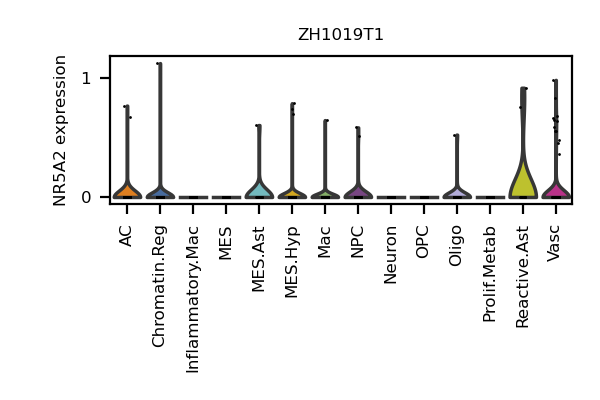 ZH1019T1
NR5A2 expression
1
0
AC
Chromatin.Reg
Inflammatory.Mac
MES
MES.Ast
MES.Hyp
Mac
NPC
Neuron
OPC
Oligo
Prolif.Metab
Reactive.Ast
Vasc